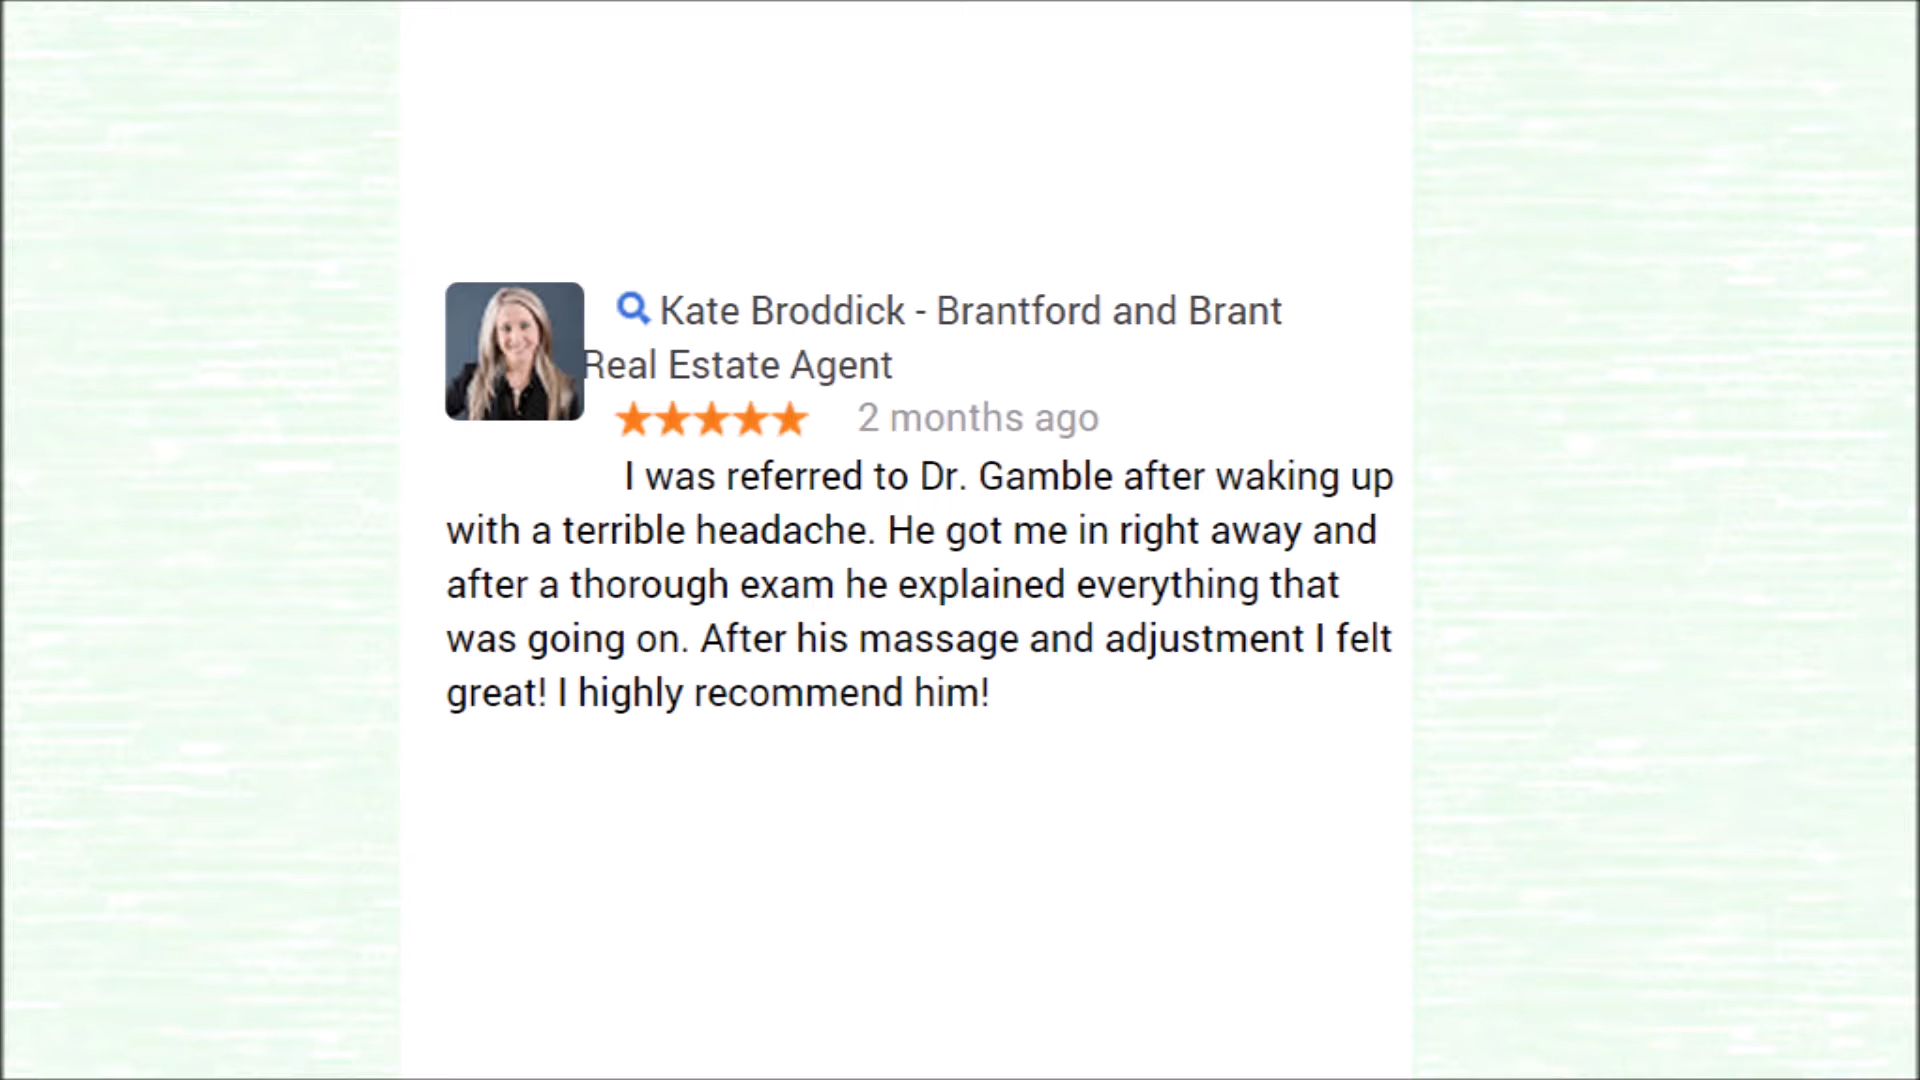 Kate Broddick - Brantford and Brant
Real Estate Agent
2 months ago
I was referred to Dr. Gamble after waking up
with a terrible headache. He got me in right away and
after a thorough exam he explained everything that
was going on. After his massage and adjustment I felt
great! I highly recommend him!